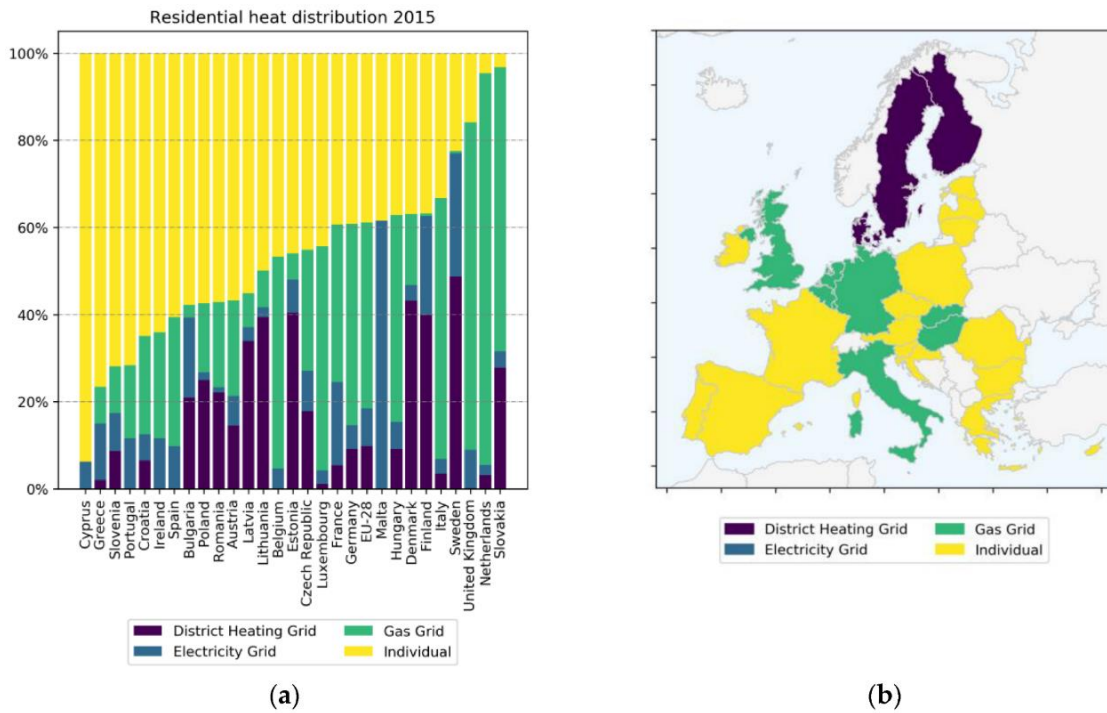 Residential heat distribution 2015
100%
80%
60%
40%
20%
0%
Cyprus
Greece
Slovenia
Portugal
Croatia
Ireland
Spain
Bulgaria
Poland
Romania
Austria
Latvia
Lithuania
Belgium
Estonia
Czech Republic
Luxembourg
France
Germany
EU-28
Malta
Hungary
Denmark
Finland
Italy
Sweden
United Kingdom
Netherlands
Slovakia
District Heating Grid
Electricity Grid
Gas Grid
Individual
(a)
District Heating Grid
Electricity Grid
Gas Grid
Individual
(b)